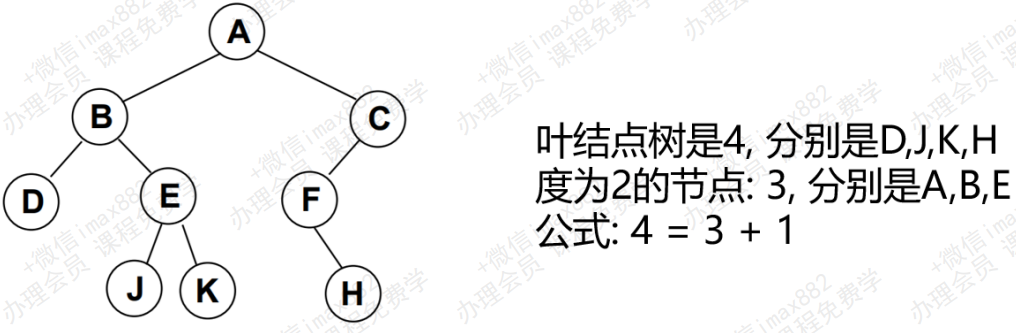 A
B
C
D
E
F
J
K
H
叶结点树是4, 分别是D,J,K,H
度为2的节点: 3, 分别是A,B,E
公式: 4 = 3 + 1
+微信imax882
办理会员 课程免费学